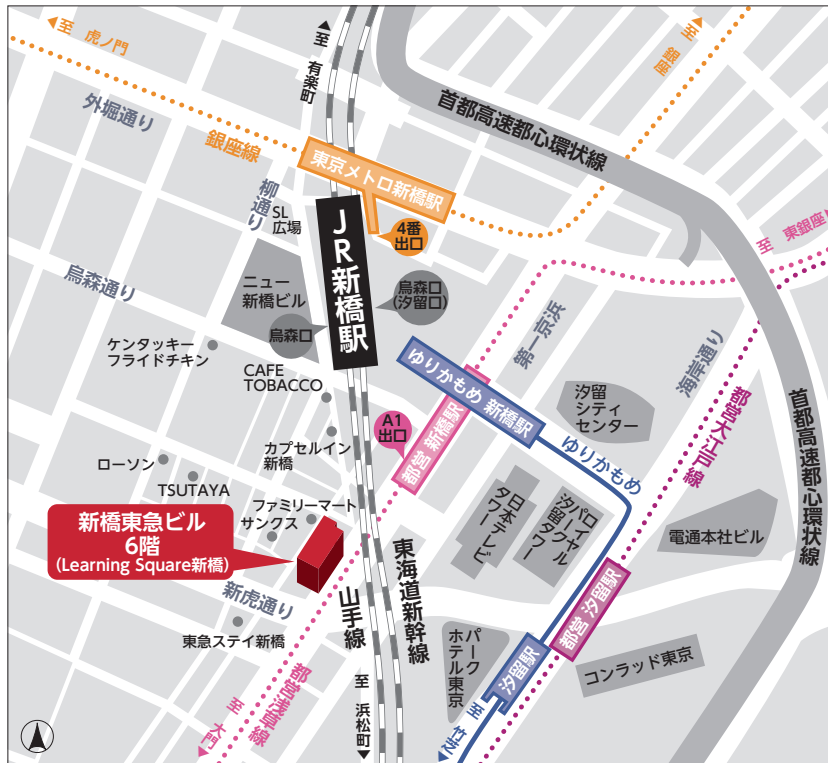 至 虎ノ門
至 有楽町
至 銀座
首都高速都心環状線
外堀通り
銀座線
東京メトロ新橋駅
柳通り
SL
広場
JR新橋駅
4番
出口
至 東銀座
烏森通り
ニュー
新橋ビル
烏森口
(汐留口)
烏森口
第一京浜
海岸通り
ケンタッキー
フライドチキン
CAFE
TOBACCO
ゆりかもめ 新橋駅
汐留
シティ
センター
都営大江戸線
首都高速都心環状線
A1
出口
都営 新橋駅
カプセルイン
新橋
ゆりかもめ
ローソン
TSUTAYA
ファミリーマート
サンクス
日本テレビ
タワー
パロイヤル
汐留タワー
電通本社ビル
新橋東急ビル
6階
(Learning Square新橋)
新虎通り
山手線
東海道新幹線
都営 汐留駅
東急ステイ新橋
パーク
ホテル東京
汐留駅
コンラッド東京
都営浅草線
至 大門
至 浜松町
至 竹芝